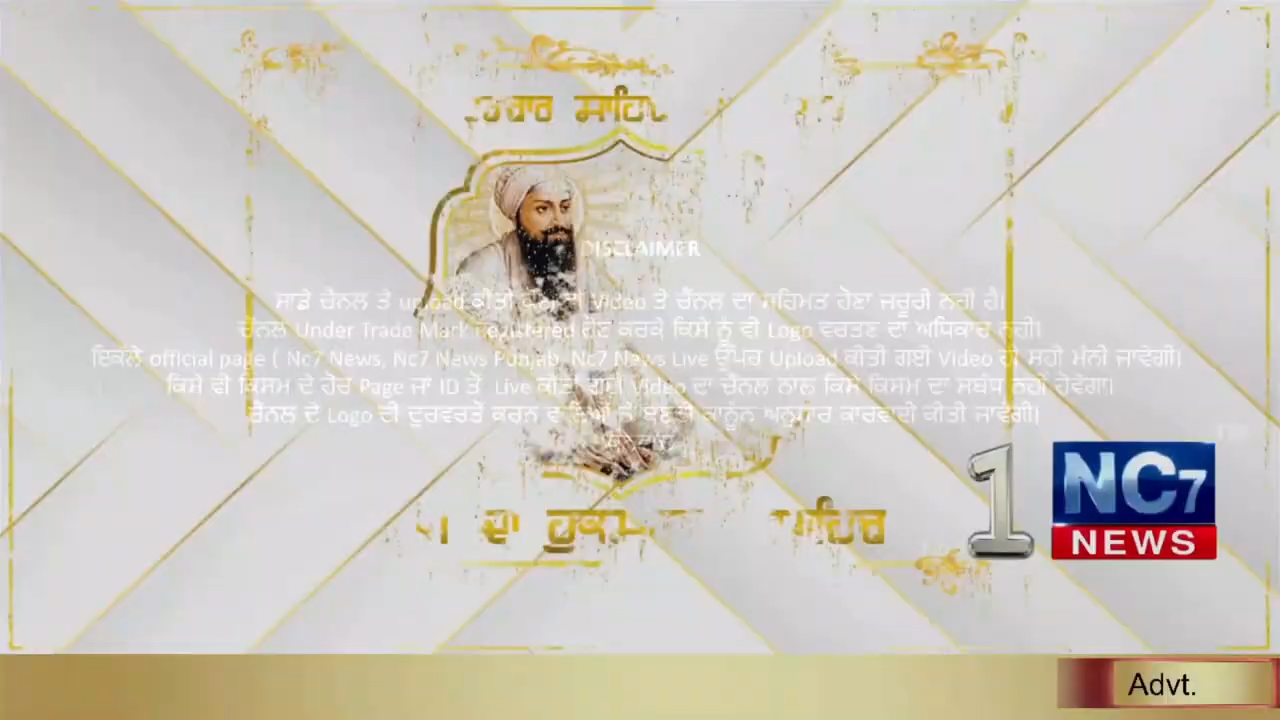 ਸਾਹਿਬ
DISCLAIMER
ਸਾਡੇ ਚੈਨਲ ਤੇ upload ਕੀਤੀ Video ਤੇ ਚੈਨਲ ਦਾ ਸਹਿਮਤ ਹੋਣਾ ਜਰੂਰੀ ਨਹੀ ਹੈ।
ਚੈਨਲ Under Trade Mark Registered ਹੋਣ ਕਰਕੇ ਕਿਸੇ ਨੂੰ ਵੀ Logo ਵਰਤਣ ਦਾ ਅਧਿਕਾਰ ਨਹੀ।
ਇਕਲੇ official page ( Nc7 News, Nc7 News Punjab, Nc7 News Live ਉੱਪਰ Upload ਕੀਤੀ ਗਈ Video ਹੀ ਸਹੀ ਮੰਨੀ ਜਾਵੇਗੀ।
ਕਿਸੇ ਵੀ ਕਿਸਮ ਦੇ ਹੋਰ Page ਜਾਂ ID ਤੋਂ Live ਕੀਤੀ ਗਈ Video ਦਾ ਚੈਨਲ ਨਾਲ ਕਿਸੇ ਕਿਸਮ ਦਾ ਸਬੰਧ ਨਹੀਂ ਹੋਵੇਗਾ।
ਚੈਨਲ ਦੇ Logo ਦੀ ਦੁਰਵਰਤੋਂ ਕਰਨ ਕਾਨੂੰਨ ਅਨੁਸਾਰ ਕਾਰਵਾਈ ਕੀਤੀ ਜਾਵੇਗੀ।
ਦਾ ਹੁਕਮਨਾਮਾ ਸਾਹਿਬ
1 NC7
NEWS
Advt.